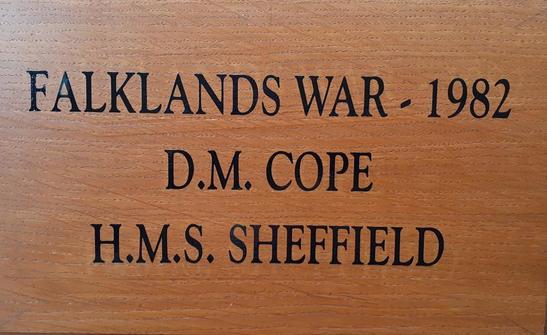 FALKLANDS WAR - 1982
D.M. COPE
H.M.S. SHEFFIELD